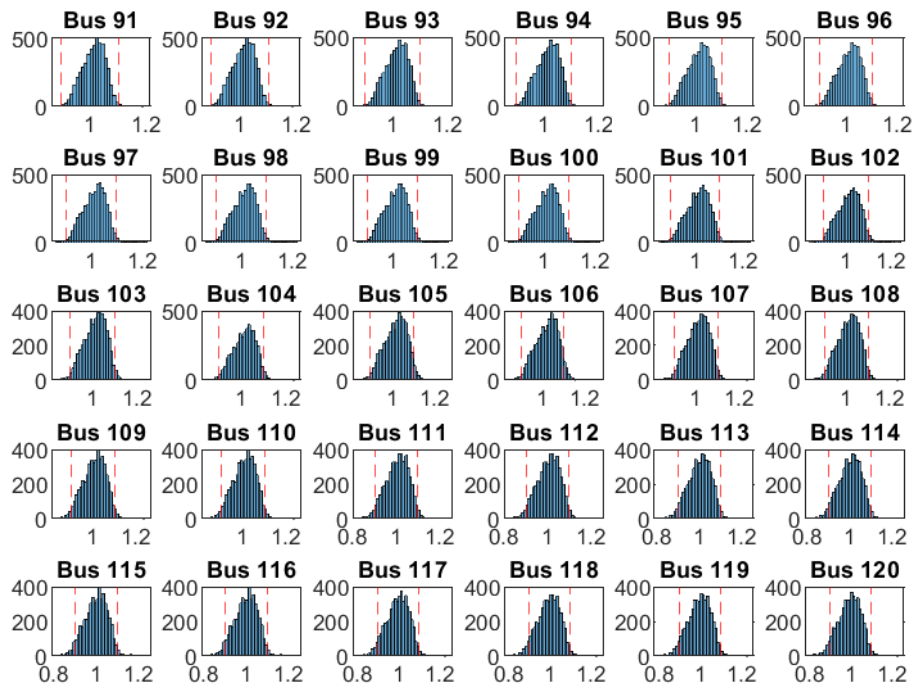 Bus 91 Bus 92 Bus 93 Bus 94 Bus 95 Bus 96
500 500 500 500 500 500
0 0 0 0 0 0
1 1.2 1 1.2 1 1.2 1 1.2 1 1.2 1 1.2
Bus 97 Bus 98 Bus 99 Bus 100 Bus 101 Bus 102
500 500 500 500 500 500
0 0 0 0 0 0
1 1.2 1 1.2 1 1.2 1 1.2 1 1.2 1 1.2
Bus 103 Bus 104 Bus 105 Bus 106 Bus 107 Bus 108
400 500 400 400 400 400
200 200 200 200 200
0 0 0 0 0 0
1 1.2 1 1.2 1 1.2 1 1.2 1 1.2 1 1.2
Bus 109 Bus 110 Bus 111 Bus 112 Bus 113 Bus 114
400 400 400 400 400 400
200 200 200 200 200 200
0 0 0 0 0 0
1 1.2 1 1.2 0.8 1 1.2 0.8 1 1.2 0.8 1 1.2 0.8 1 1.2
Bus 115 Bus 116 Bus 117 Bus 118 Bus 119 Bus 120
400 400 400 400 400 400
200 200 200 200 200 200
0 0 0 0 0 0
0.8 1 1.2 0.8 1 1.2 0.8 1 1.2 0.8 1 1.2 0.8 1 1.2 0.8 1 1.2